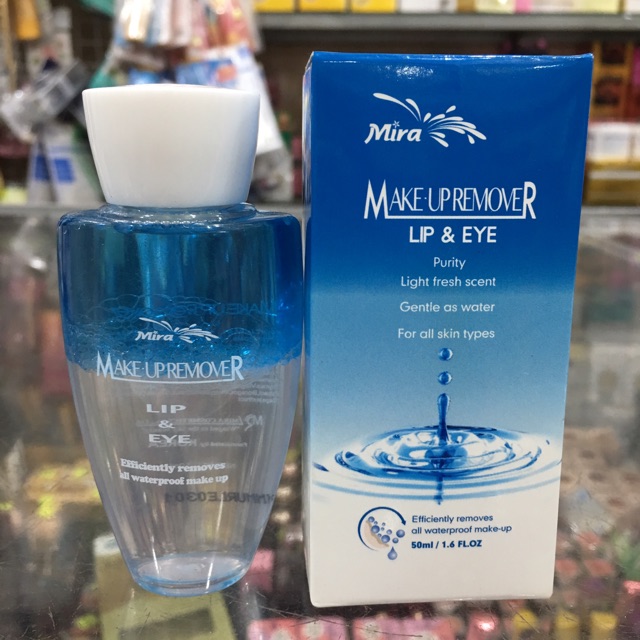 Mira
MAKE·UP REMOVER
LIP
&
EYE
Efficiently removes
all waterproof make up
Mira
MAKE·UP REMOVER
LIP & EYE
Purity
Light fresh scent
Gentle as water
For all skin types
Efficiently removes
all waterproof make-up
50ml / 1.6 FL.OZ